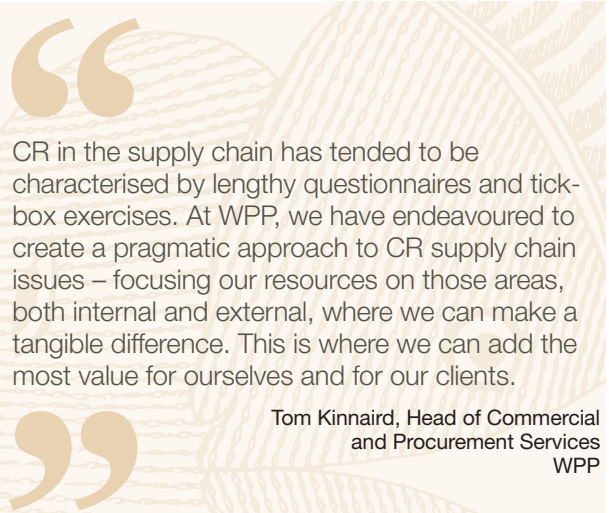 “
CR in the supply chain has tended to be
characterised by lengthy questionnaires and tick-
box exercises. At WPP, we have endeavoured to
create a pragmatic approach to CR supply chain
issues – focusing our resources on those areas,
both internal and external, where we can make a
tangible difference. This is where we can add the
most value for ourselves and for our clients.
”
Tom Kinnaird, Head of Commercial
and Procurement Services
WPP